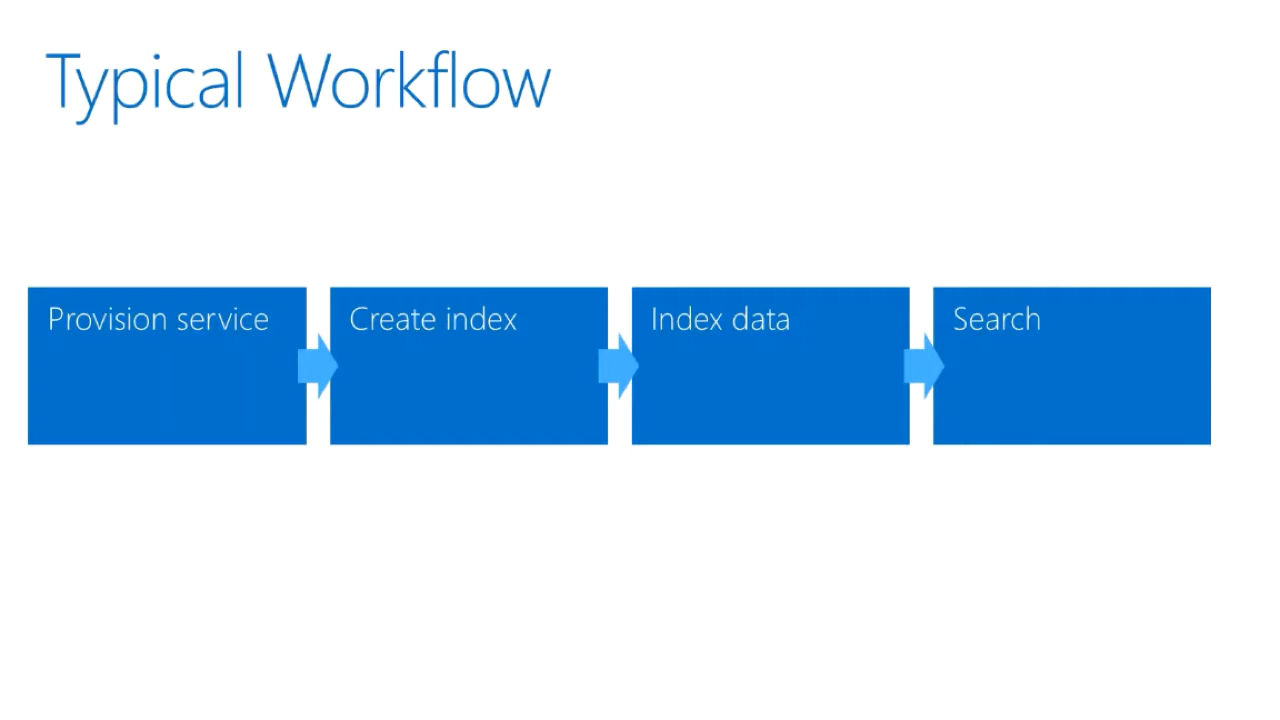 Typical Workflow
Provision service
Create index
Index data
Search